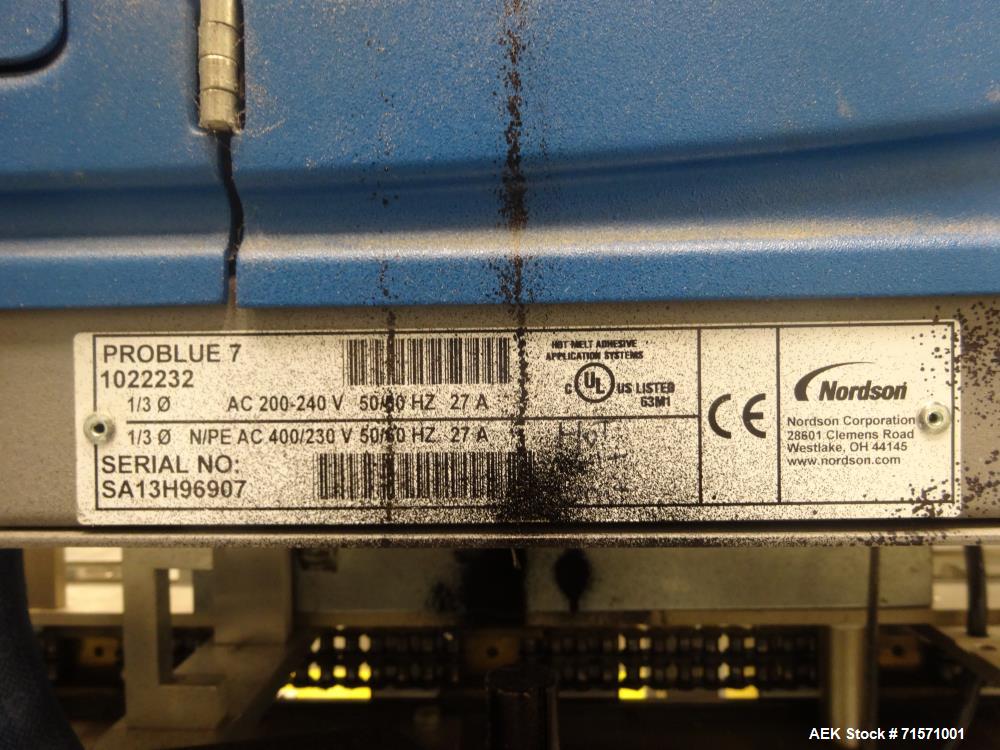 PROBLUE 7
1022232
1/3 Ø AC 200-240 V 50/60 HZ 27 A
1/3 Ø N/PE AC 400/230 V 50/60 HZ 27 A
SERIAL NO:
SA13H96907
HOT MELT ADHESIVE
APPLICATION SYSTEMS
C UL US LISTED
G3M1
CE
Nordson
Nordson Corporation
28601 Clemens Road
Westlake, OH 44145
www.nordson.com
AEK Stock #71571001